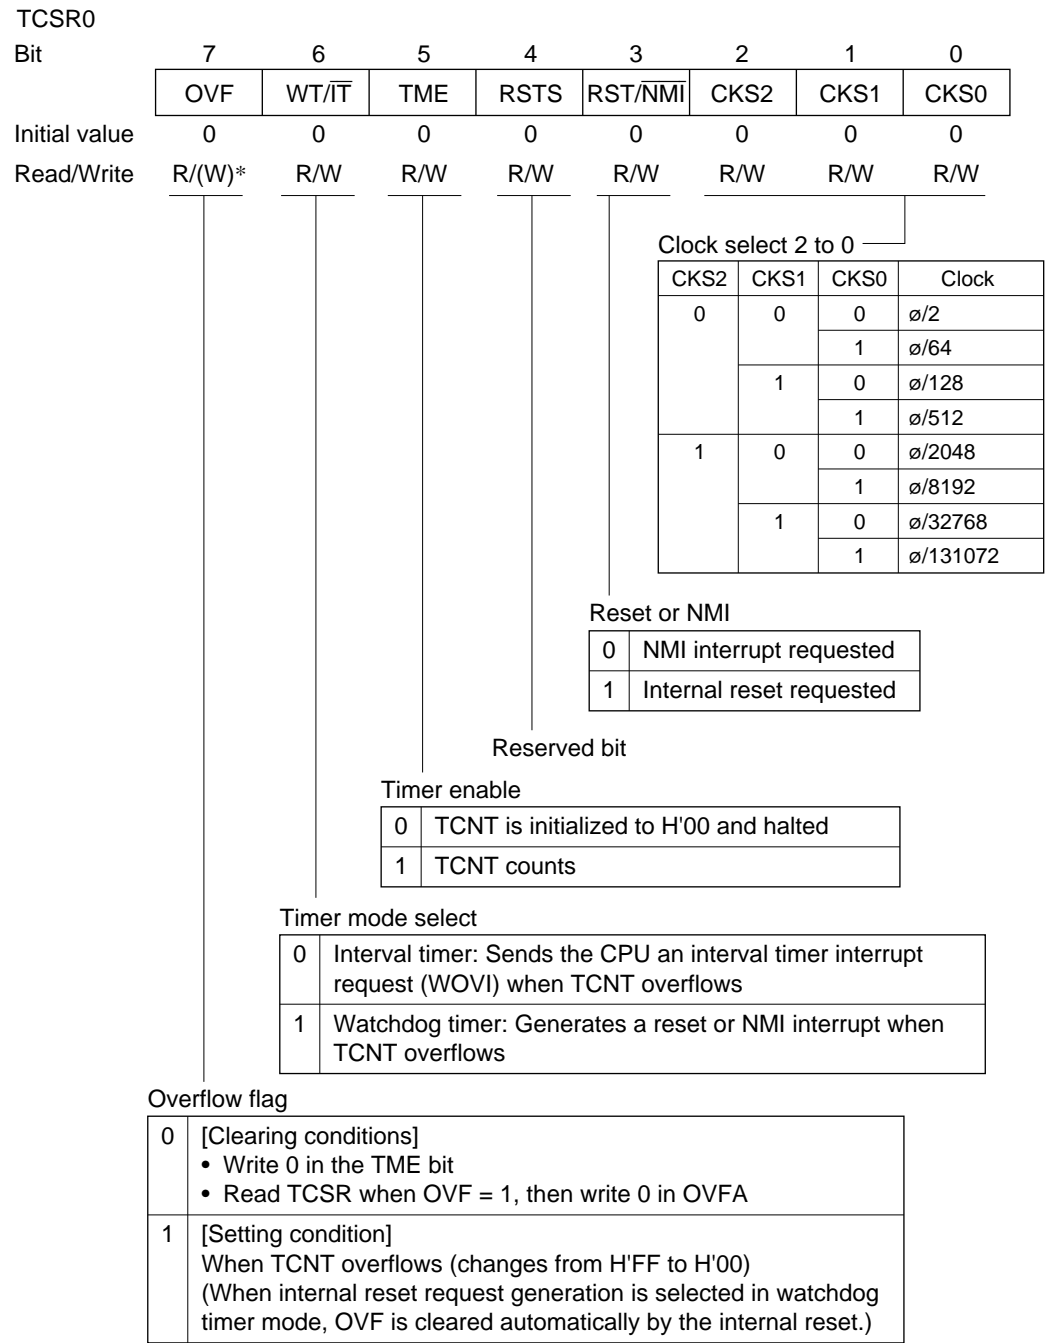 TCSR0
Bit 7 6 5 4 3 2 1 0
OVF WT/I̅T̅ TME RSTS RST/N̅M̅I̅ CKS2 CKS1 CKS0
Initial value 0 0 0 0 0 0 0 0
Read/Write R/(W)* R/W R/W R/W R/W R/W R/W R/W
Clock select 2 to 0
CKS2 CKS1 CKS0 Clock
0 0 0 ø/2
1 ø/64
1 0 ø/128
1 ø/512
1 0 0 ø/2048
1 ø/8192
1 0 ø/32768
1 ø/131072
Reset or NMI
0 NMI interrupt requested
1 Internal reset requested
Reserved bit
Timer enable
0 TCNT is initialized to H'00 and halted
1 TCNT counts
Timer mode select
0 Interval timer: Sends the CPU an interval timer interrupt
request (WOVI) when TCNT overflows
1 Watchdog timer: Generates a reset or NMI interrupt when
TCNT overflows
Overflow flag
0 [Clearing conditions]
• Write 0 in the TME bit
• Read TCSR when OVF = 1, then write 0 in OVFA
1 [Setting condition]
When TCNT overflows (changes from H'FF to H'00)
(When internal reset request generation is selected in watchdog
timer mode, OVF is cleared automatically by the internal reset.)